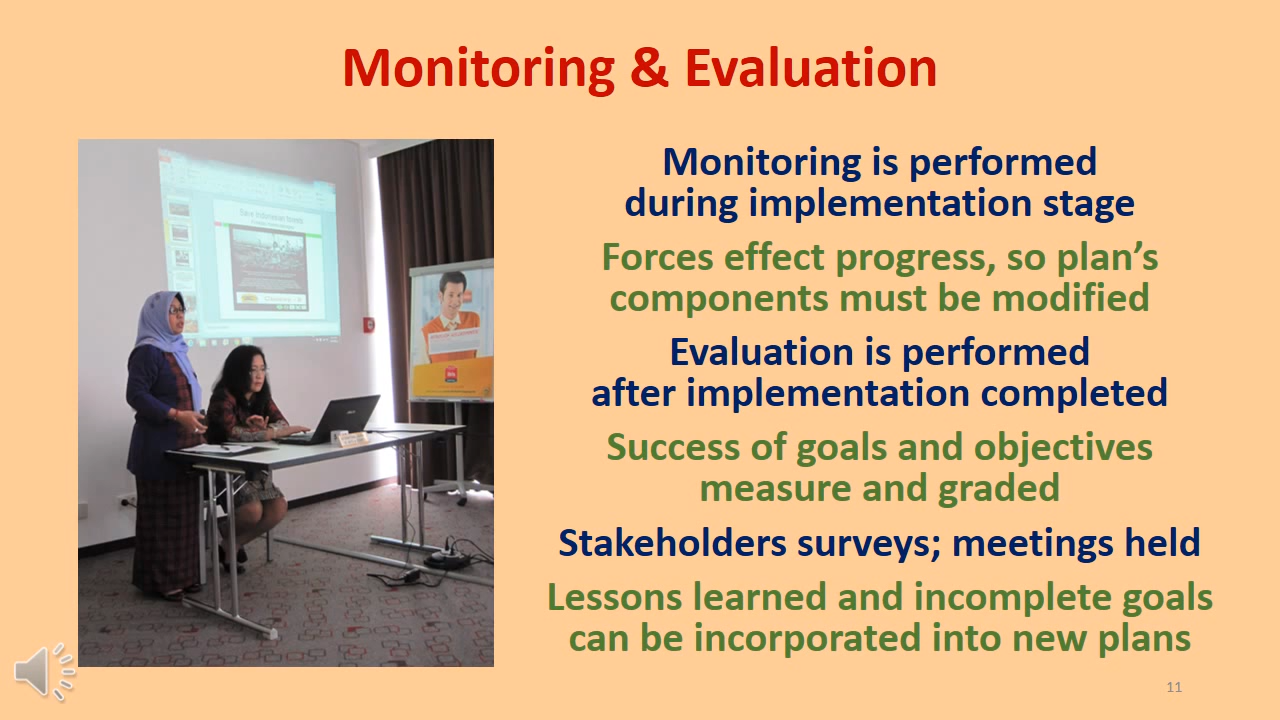 Monitoring & Evaluation
Monitoring is performed
during implementation stage
Forces effect progress, so plan’s
components must be modified
Evaluation is performed
after implementation completed
Success of goals and objectives
measure and graded
Stakeholders surveys; meetings held
Lessons learned and incomplete goals
can be incorporated into new plans
11